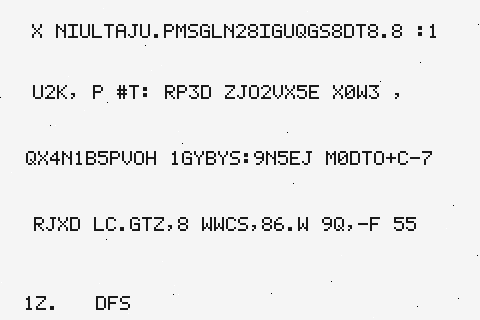 X NIULTAJU.PMSGLN28IGUQGS8DT8.8 :1
U2K, P #T: RP3D ZJO2VX5E X0W3 ,
QX4N1B5PVOH 1GYBYS:9N5EJ M0DTO+C-7
RJXD LC.GTZ,8 WWCS,86.W 9Q,-F 55
1Z.   DFS